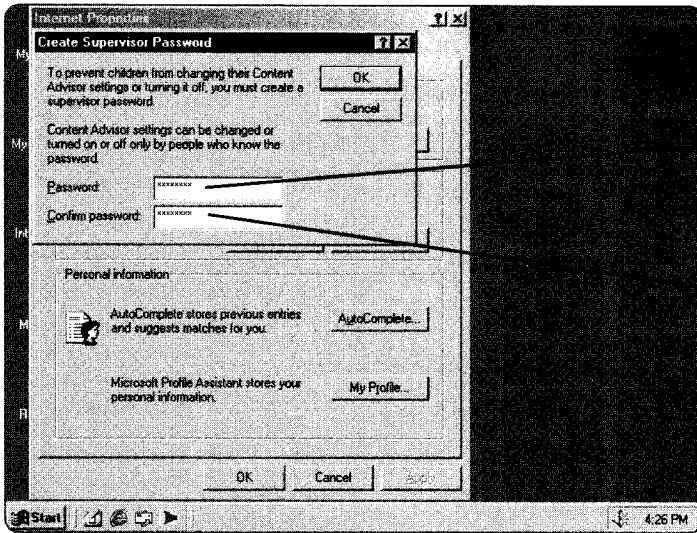 Internet Properties
Create Supervisor Password
To prevent children from changing their Content
Advisor settings or turning it off, you must create a
supervisor password.
OK
Cancel
Content Advisor settings can be changed or
turned on or off only by people who know the
password.
Password:
xxxxxxxx
Confirm password:
xxxxxxxx
Personal information
AutoComplete stores previous entries
and suggests matches for you.
AutoComplete...
Microsoft Profile Assistant stores your
personal information.
My Profile...
OK
Cancel
Apply
Start
4:26 PM